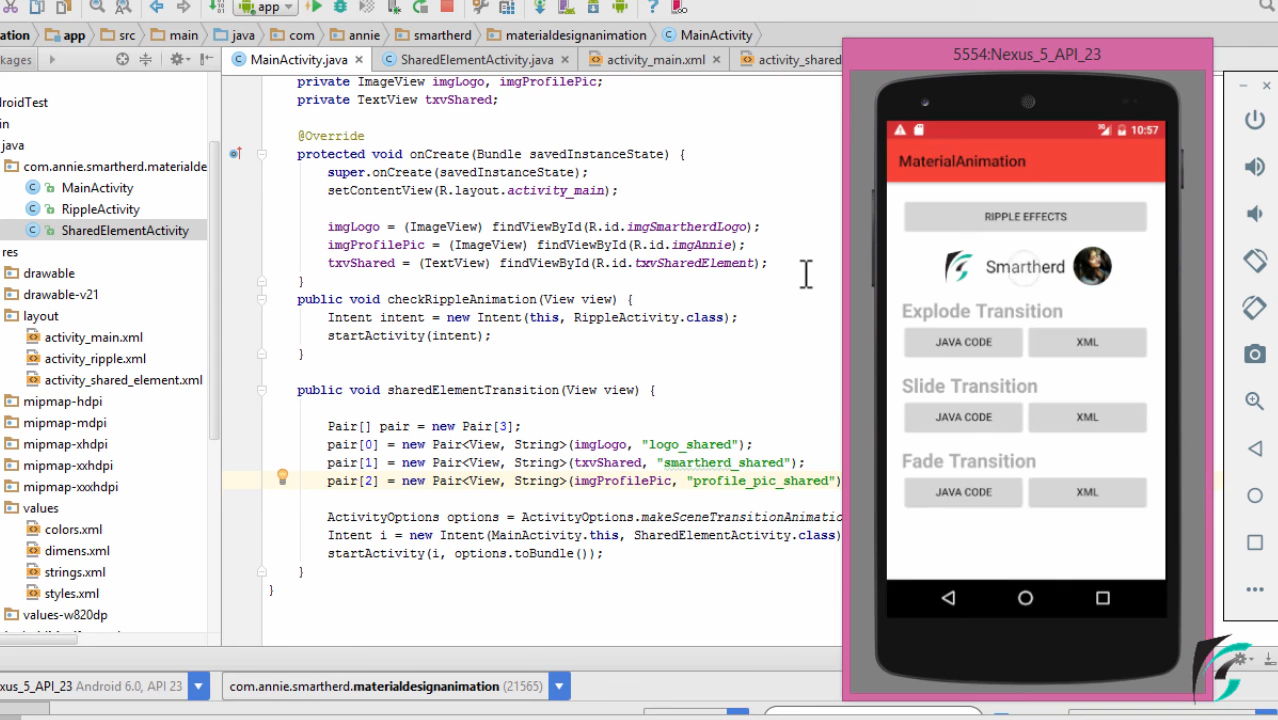 app
5554:Nexus_5_API_23
ation
app
src
main
java
com
annie
smartherd
materialdesignanimation
MainActivity
kages
MainActivity.java
SharedElementActivity.java
activity_main.xml
activity_shared
droidTest
in
java
com.annie.smartherd.materialde
MainActivity
RippleActivity
SharedElementActivity
res
drawable
drawable-v21
layout
activity_main.xml
activity_ripple.xml
activity_shared_element.xml
mipmap-hdpi
mipmap-mdpi
mipmap-xhdpi
mipmap-xxhdpi
mipmap-xxxhdpi
values
colors.xml
dimens.xml
strings.xml
styles.xml
values-w820dp
private ImageView imgLogo, imgProfilePic;
private TextView txvShared;
@Override
protected void onCreate(Bundle savedInstanceState) {
super.onCreate(savedInstanceState);
setContentView(R.layout.activity_main);
imgLogo = (ImageView) findViewById(R.id.imgSmartherdLogo);
imgProfilePic = (ImageView) findViewById(R.id.imgAnnie);
txvShared = (TextView) findViewById(R.id.txvSharedElement);
}
public void checkRippleAnimation(View view) {
Intent intent = new Intent(this, RippleActivity.class);
startActivity(intent);
}
public void sharedElementTransition(View view) {
Pair[] pair = new Pair[3];
pair[0] = new Pair<View, String>(imgLogo, "logo_shared");
pair[1] = new Pair<View, String>(txvShared, "smartherd_shared");
pair[2] = new Pair<View, String>(imgProfilePic, "profile_pic_shared")
ActivityOptions options = ActivityOptions.makeSceneTransitionAnimatic
Intent i = new Intent(MainActivity.this, SharedElementActivity.class)
startActivity(i, options.toBundle());
}
}
10:57
MaterialAnimation
RIPPLE EFFECTS
Smartherd
Explode Transition
JAVA CODE XML
Slide Transition
JAVA CODE XML
Fade Transition
JAVA CODE XML
xus_5_API_23 Android 6.0, API 23
com.annie.smartherd.materialdesignanimation (21565)